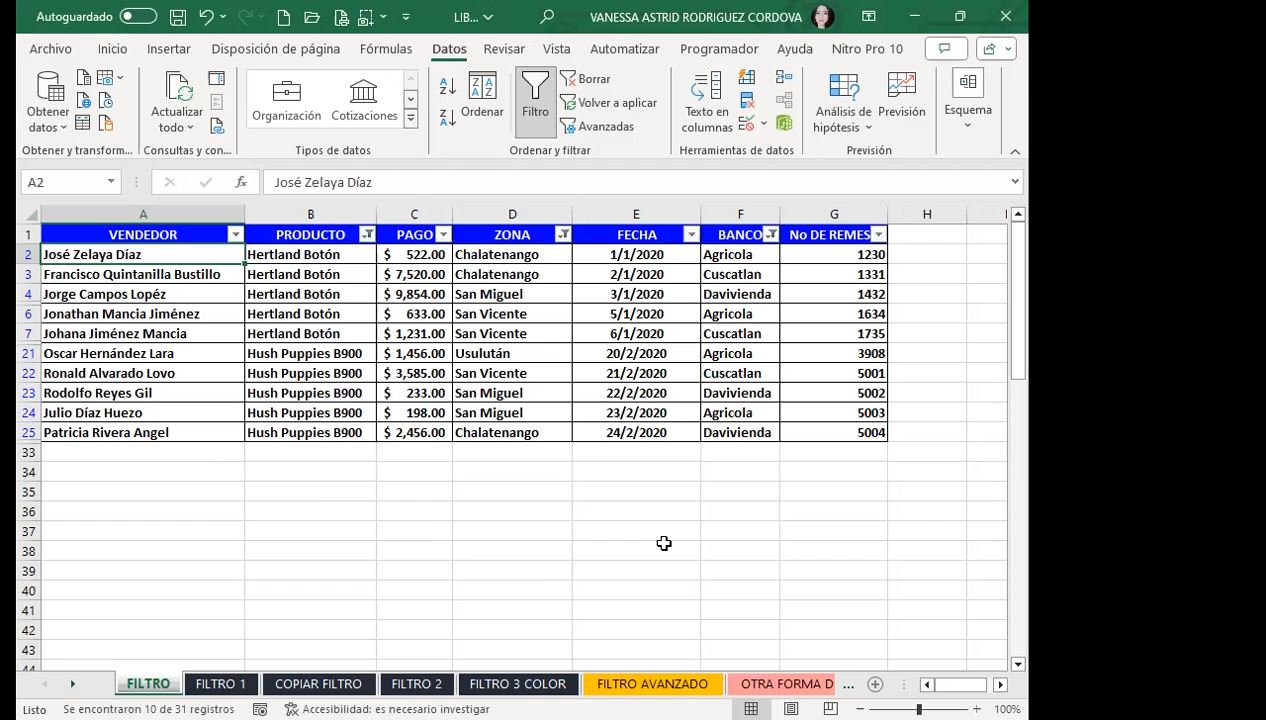 Autoguardado LIB... VANESSA ASTRID RODRIGUEZ CORDOVA
Archivo Inicio Insertar Disposición de página Fórmulas Datos Revisar Vista Automatizar Programador Ayuda Nitro Pro 10
Obtener datos Actualizar todo Organización Cotizaciones Ordenar Filtro Borrar Volver a aplicar Avanzadas Texto en columnas Análisis de hipótesis Previsión Esquema
Obtener y transform... Consultas y con... Tipos de datos Ordenar y filtrar Herramientas de datos Previsión
A2 fx José Zelaya Díaz
A B C D E F G H I
1 VENDEDOR PRODUCTO PAGO ZONA FECHA BANCO No DE REMES
2 José Zelaya Díaz Hertland Botón $ 522.00 Chalatenango 1/1/2020 Agricola 1230
3 Francisco Quintanilla Bustillo Hertland Botón $ 7,520.00 Chalatenango 2/1/2020 Cuscatlan 1331
4 Jorge Campos Lopéz Hertland Botón $ 9,854.00 San Miguel 3/1/2020 Davivienda 1432
6 Jonathan Mancia Jiménez Hertland Botón $ 633.00 San Vicente 5/1/2020 Agricola 1634
7 Johana Jiménez Mancia Hertland Botón $ 1,231.00 San Vicente 6/1/2020 Cuscatlan 1735
21 Oscar Hernández Lara Hush Puppies B900 $ 1,456.00 Usulután 20/2/2020 Agricola 3908
22 Ronald Alvarado Lovo Hush Puppies B900 $ 3,585.00 San Vicente 21/2/2020 Cuscatlan 5001
23 Rodolfo Reyes Gil Hush Puppies B900 $ 233.00 San Miguel 22/2/2020 Davivienda 5002
24 Julio Díaz Huezo Hush Puppies B900 $ 198.00 San Miguel 23/2/2020 Agricola 5003
25 Patricia Rivera Angel Hush Puppies B900 $ 2,456.00 Chalatenango 24/2/2020 Davivienda 5004
33
34
35
36
37
38
39
40
41
42
43
44
FILTRO FILTRO 1 COPIAR FILTRO FILTRO 2 FILTRO 3 COLOR FILTRO AVANZADO OTRA FORMA D ...
Listo Se encontraron 10 de 31 registros Accesibilidad: es necesario investigar 100%